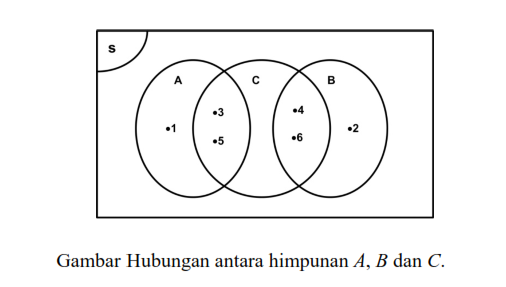 s
A C B
•3 •4
•1 •2
•5 •6
Gambar Hubungan antara himpunan A, B dan C.